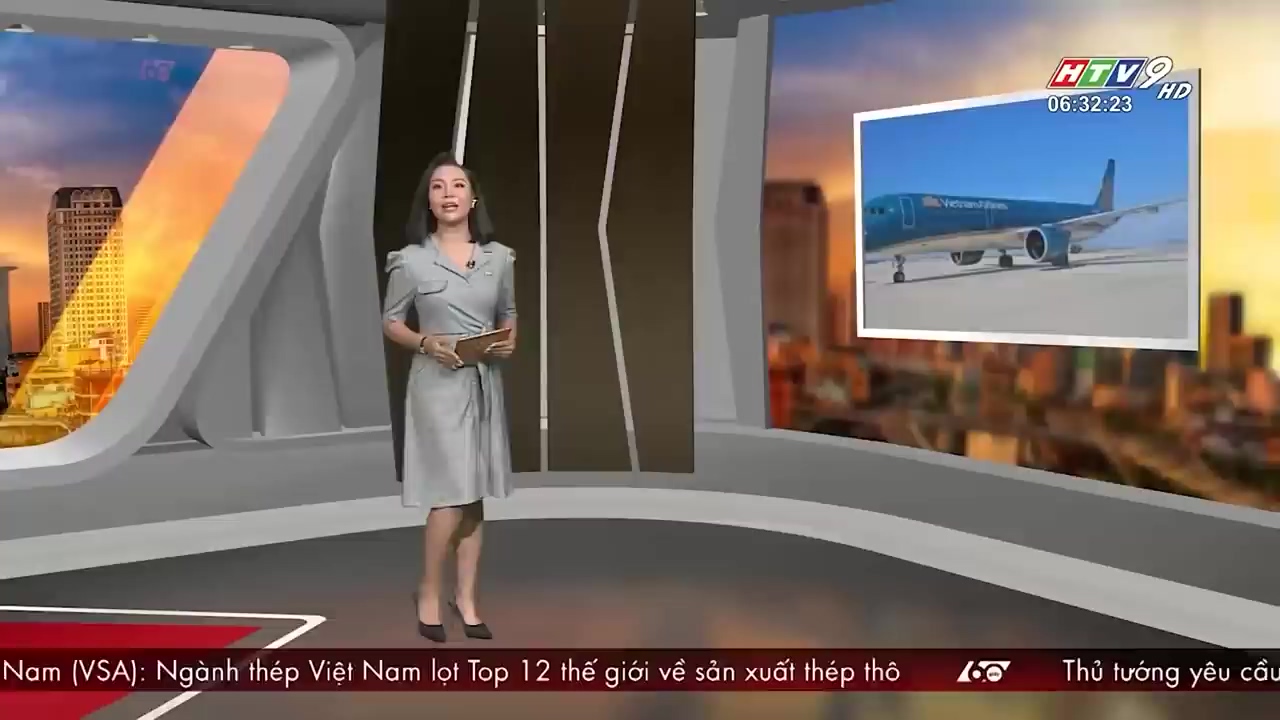 HTV9
HD
06:32:23
Vietnam Airlines
Nam (VSA): Ngành thép Việt Nam lọt Top 12 thế giới về sản xuất thép thô
60
Thủ tướng yêu cầu